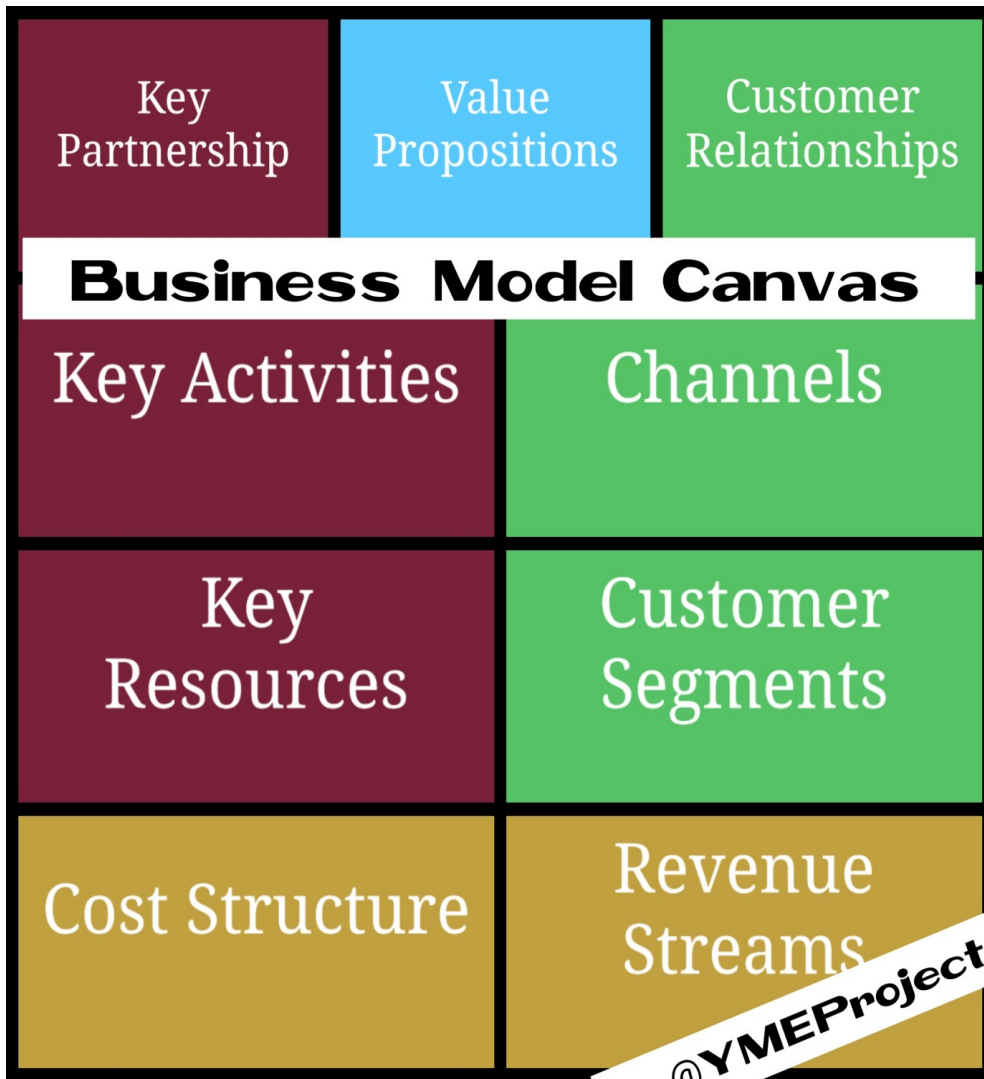 Key
Partnership
Value
Propositions
Customer
Relationships
Business Model Canvas
Key Activities
Channels
Key
Resources
Customer
Segments
Cost Structure
Revenue
Streams
@YMEProject